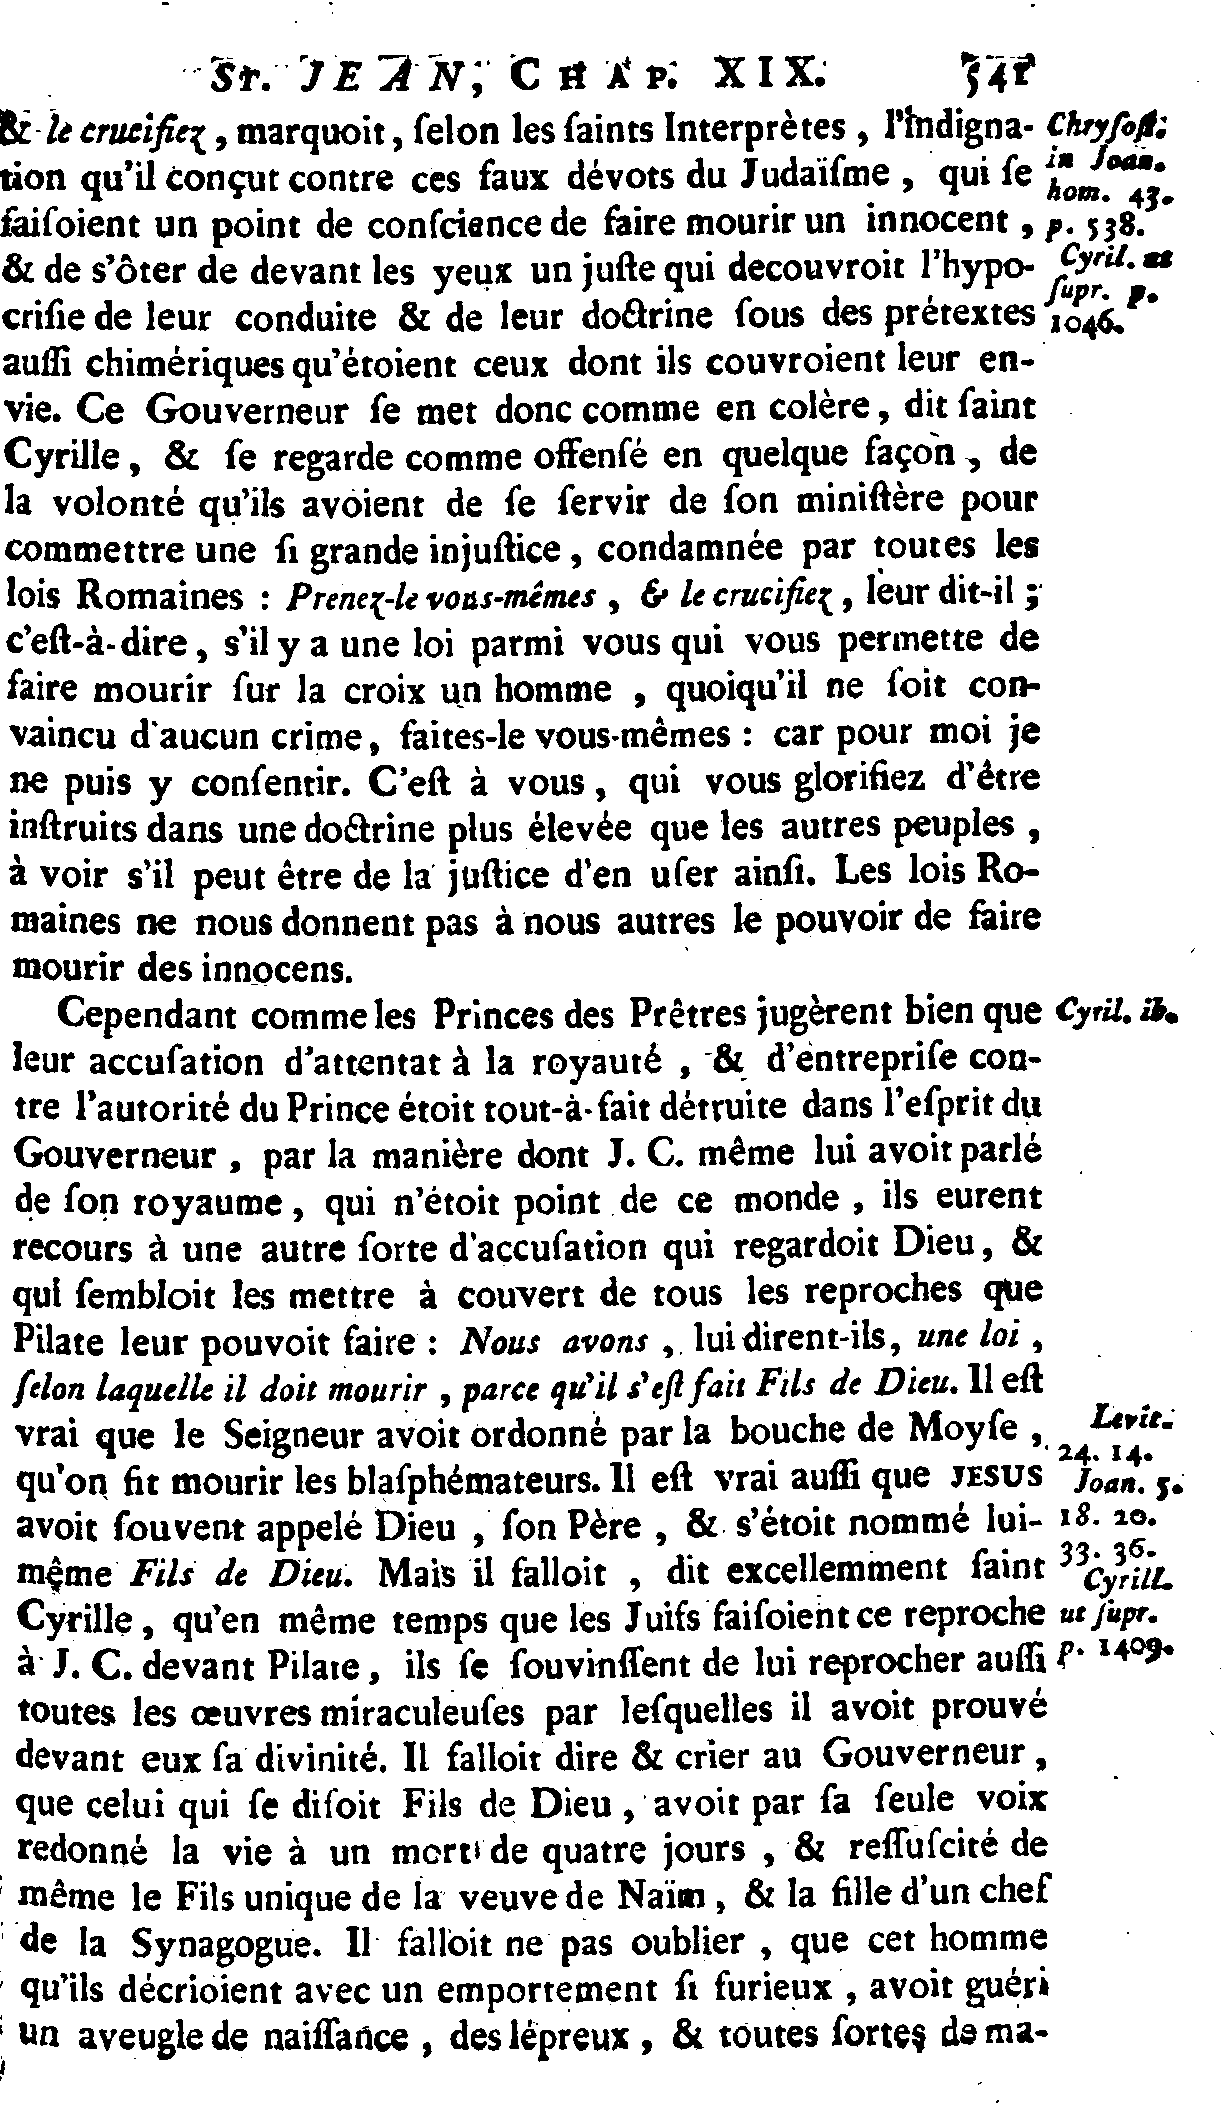 St. JEAN, CHAP. XIX. 541
& le crucifiez, marquoit, ſelon les ſaints Interprètes, l'indigna-
tion qu'il conçut contre ces faux dévots du Judaïſme, qui ſe
faiſoient un point de conſcience de faire mourir un innocent,
& de s'ôter de devant les yeux un juſte qui decouvroit l'hypo-
criſie de leur conduite & de leur doctrine ſous des prétextes
auſſi chimériques qu'étoient ceux dont ils couvroient leur en-
vie. Ce Gouverneur ſe met donc comme en colère, dit ſaint
Cyrille, & ſe regarde comme offenſé en quelque façon, de
la volonté qu'ils avoient de ſe ſervir de ſon miniſtère pour
commettre une ſi grande injuſtice, condamnée par toutes les
lois Romaines : Prenez-le vous-mêmes, & le crucifiez, leur dit-il ;
c'eſt-à-dire, s'il y a une loi parmi vous qui vous permette de
faire mourir ſur la croix un homme, quoiqu'il ne ſoit con-
vaincu d'aucun crime, faites-le vous-mêmes : car pour moi je
ne puis y conſentir. C'eſt à vous, qui vous glorifiez d'être
inſtruits dans une doctrine plus élevée que les autres peuples,
à voir s'il peut être de la juſtice d'en uſer ainſi. Les lois Ro-
maines ne nous donnent pas à nous autres le pouvoir de faire
mourir des innocens.
Cependant comme les Princes des Prêtres jugèrent bien que
leur accuſation d'attentat à la royauté, & d'entrepriſe con-
tre l'autorité du Prince étoit tout-à-fait détruite dans l'eſprit du
Gouverneur, par la manière dont J. C. même lui avoit parlé
de ſon royaume, qui n'étoit point de ce monde, ils eurent
recours à une autre ſorte d'accuſation qui regardoit Dieu, &
qui ſembloit les mettre à couvert de tous les reproches que
Pilate leur pouvoit faire : Nous avons, lui dirent-ils, une loi,
ſelon laquelle il doit mourir, parce qu'il s'eſt fait Fils de Dieu. Il eſt
vrai que le Seigneur avoit ordonné par la bouche de Moyſe,
qu'on fit mourir les blaſphémateurs. Il eſt vrai auſſi que JESUS
avoit ſouvent appelé Dieu, ſon Père, & s'étoit nommé lui-
même Fils de Dieu. Mais il falloit, dit excellemment ſaint
Cyrille, qu'en même temps que les Juifs faiſoient ce reproche
à J. C. devant Pilate, ils ſe ſouvinſſent de lui reprocher auſſi
toutes les œuvres miraculeuſes par leſquelles il avoit prouvé
devant eux ſa divinité. Il falloit dire & crier au Gouverneur,
que celui qui ſe diſoit Fils de Dieu, avoit par ſa ſeule voix
redonné la vie à un mort de quatre jours, & reſſuſcité de
même le Fils unique de la veuve de Naïm, & la fille d'un chef
de la Synagogue. Il falloit ne pas oublier, que cet homme
qu'ils décrioient avec un emportement ſi furieux, avoit guéri
un aveugle de naiſſance, des lépreux, & toutes ſortes de ma-
Chryſoſt.
in Joan.
hom. 43.
p. 538.
Cyril. ut
ſupr. p.
1046.
Cyril. ib.
Levit.
24. 14.
Joan. 5.
18. 20.
33. 36.
Cyrill.
ut ſupr.
p. 1409.